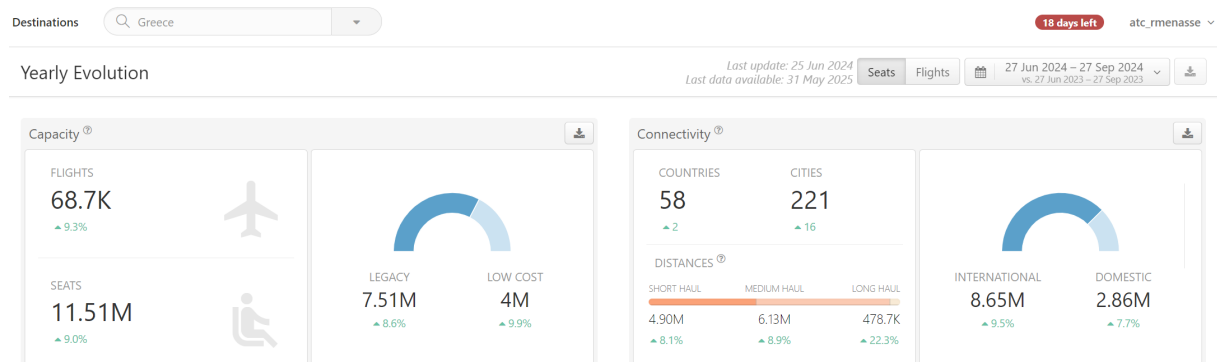 Destinations
Greece
18 days left
atc_rmenasse
Yearly Evolution
Last update: 25 Jun 2024
Last data available: 31 May 2025
Seats
Flights
27 Jun 2024 – 27 Sep 2024
vs. 27 Jun 2023 – 27 Sep 2023
Capacity ?
FLIGHTS
68.7K
9.3%
SEATS
11.51M
9.0%
LEGACY
7.51M
8.6%
LOW COST
4M
9.9%
Connectivity ?
COUNTRIES
58
2
CITIES
221
16
DISTANCES ?
SHORT HAUL MEDIUM HAUL LONG HAUL
4.90M 6.13M 478.7K
8.1% 8.9% 22.3%
INTERNATIONAL
8.65M
9.5%
DOMESTIC
2.86M
7.7%